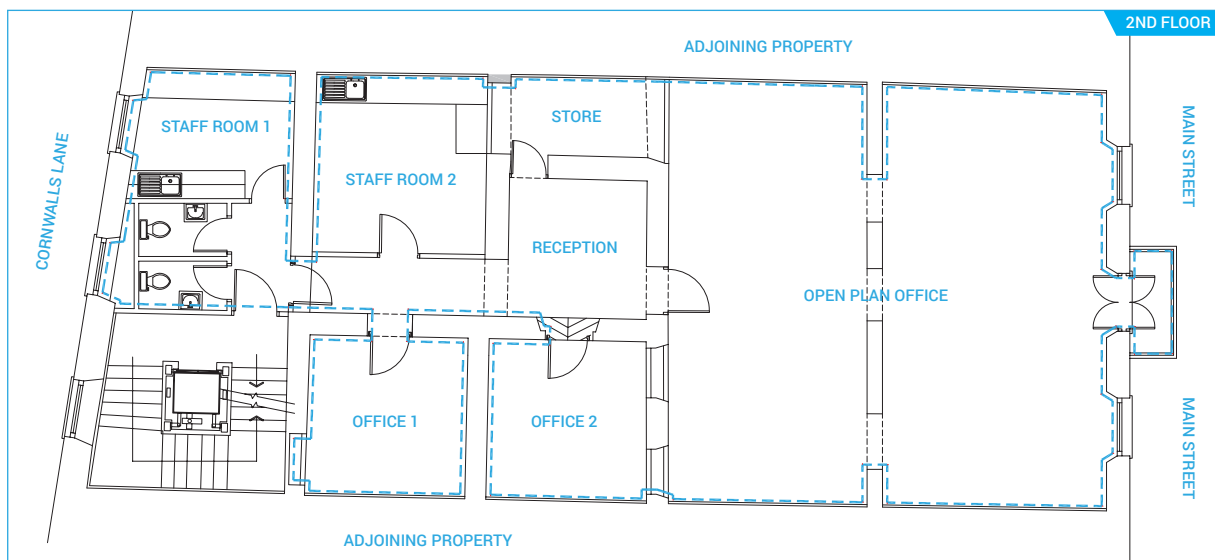 2ND FLOOR
ADJOINING PROPERTY
STAFF ROOM 1
STORE
MAIN STREET
CORNWALLS LANE
STAFF ROOM 2
RECEPTION
OPEN PLAN OFFICE
OFFICE 1
OFFICE 2
MAIN STREET
ADJOINING PROPERTY